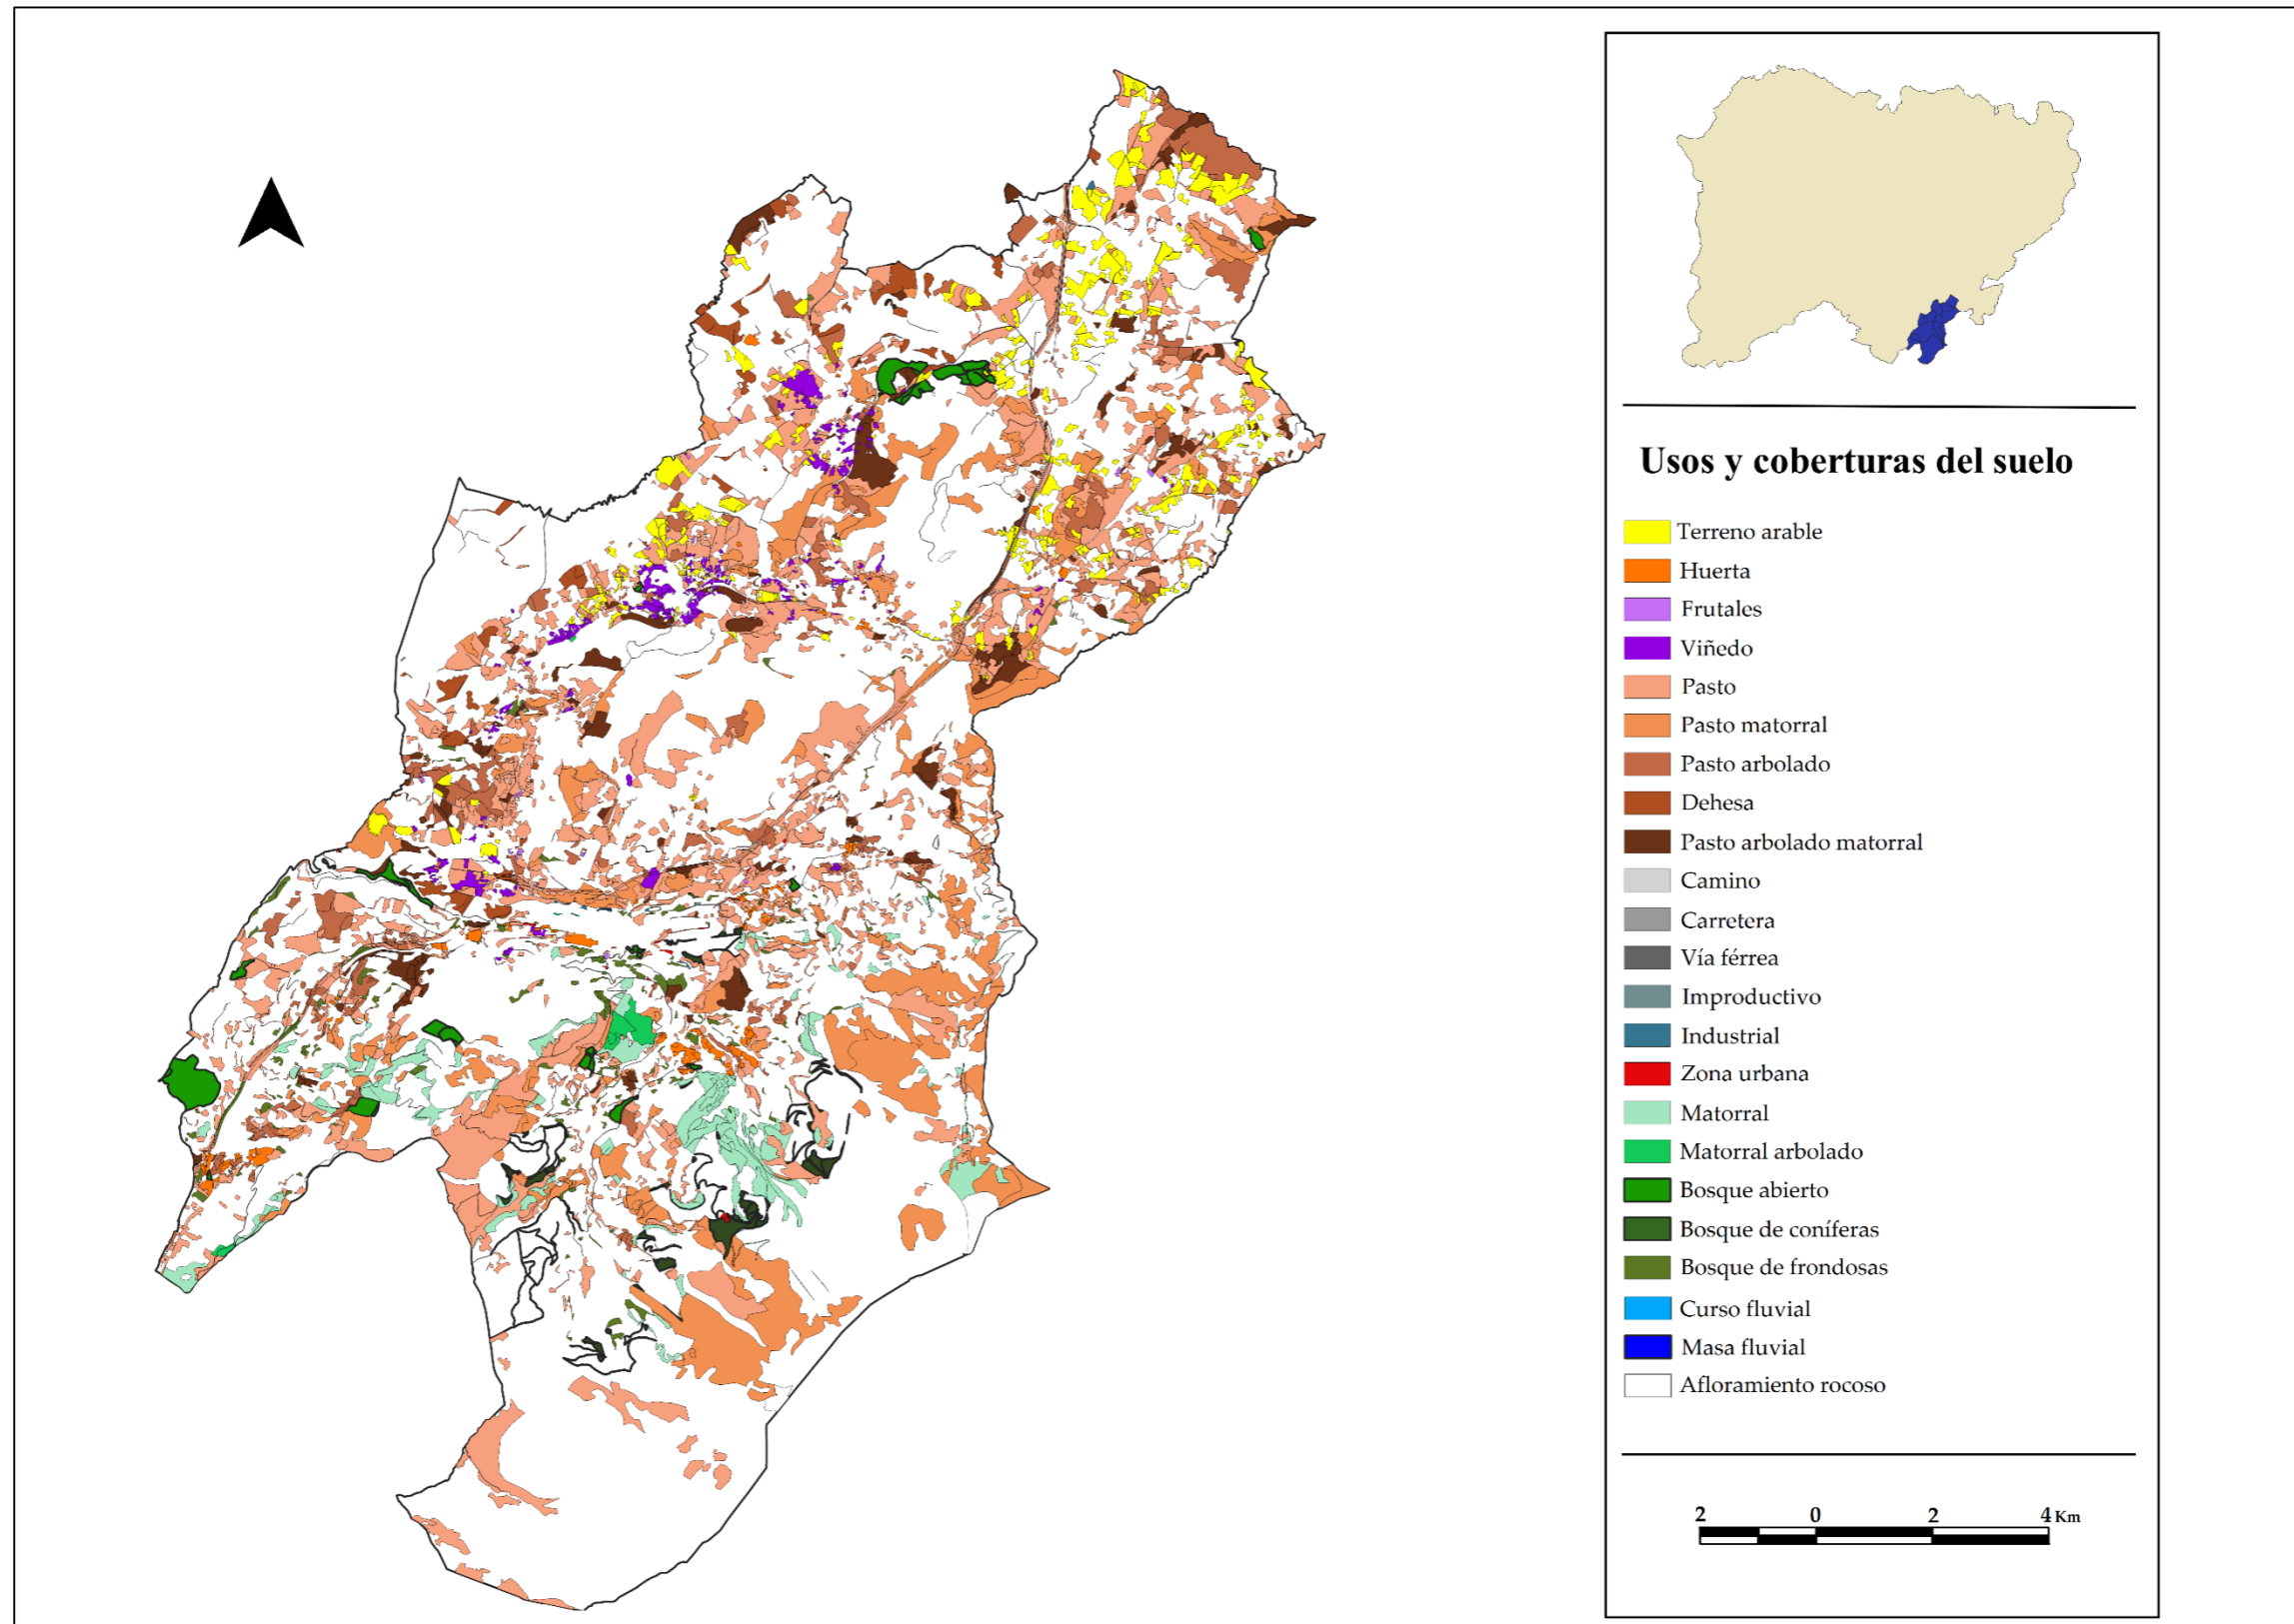 Usos y coberturas del suelo
Terreno arable
Huerta
Frutales
Viñedo
Pasto
Pasto matorral
Pasto arbolado
Dehesa
Pasto arbolado matorral
Camino
Carretera
Vía férrea
Improductivo
Industrial
Zona urbana
Matorral
Matorral arbolado
Bosque abierto
Bosque de coníferas
Bosque de frondosas
Curso fluvial
Masa fluvial
Afloramiento rocoso
2 0 2 4 Km